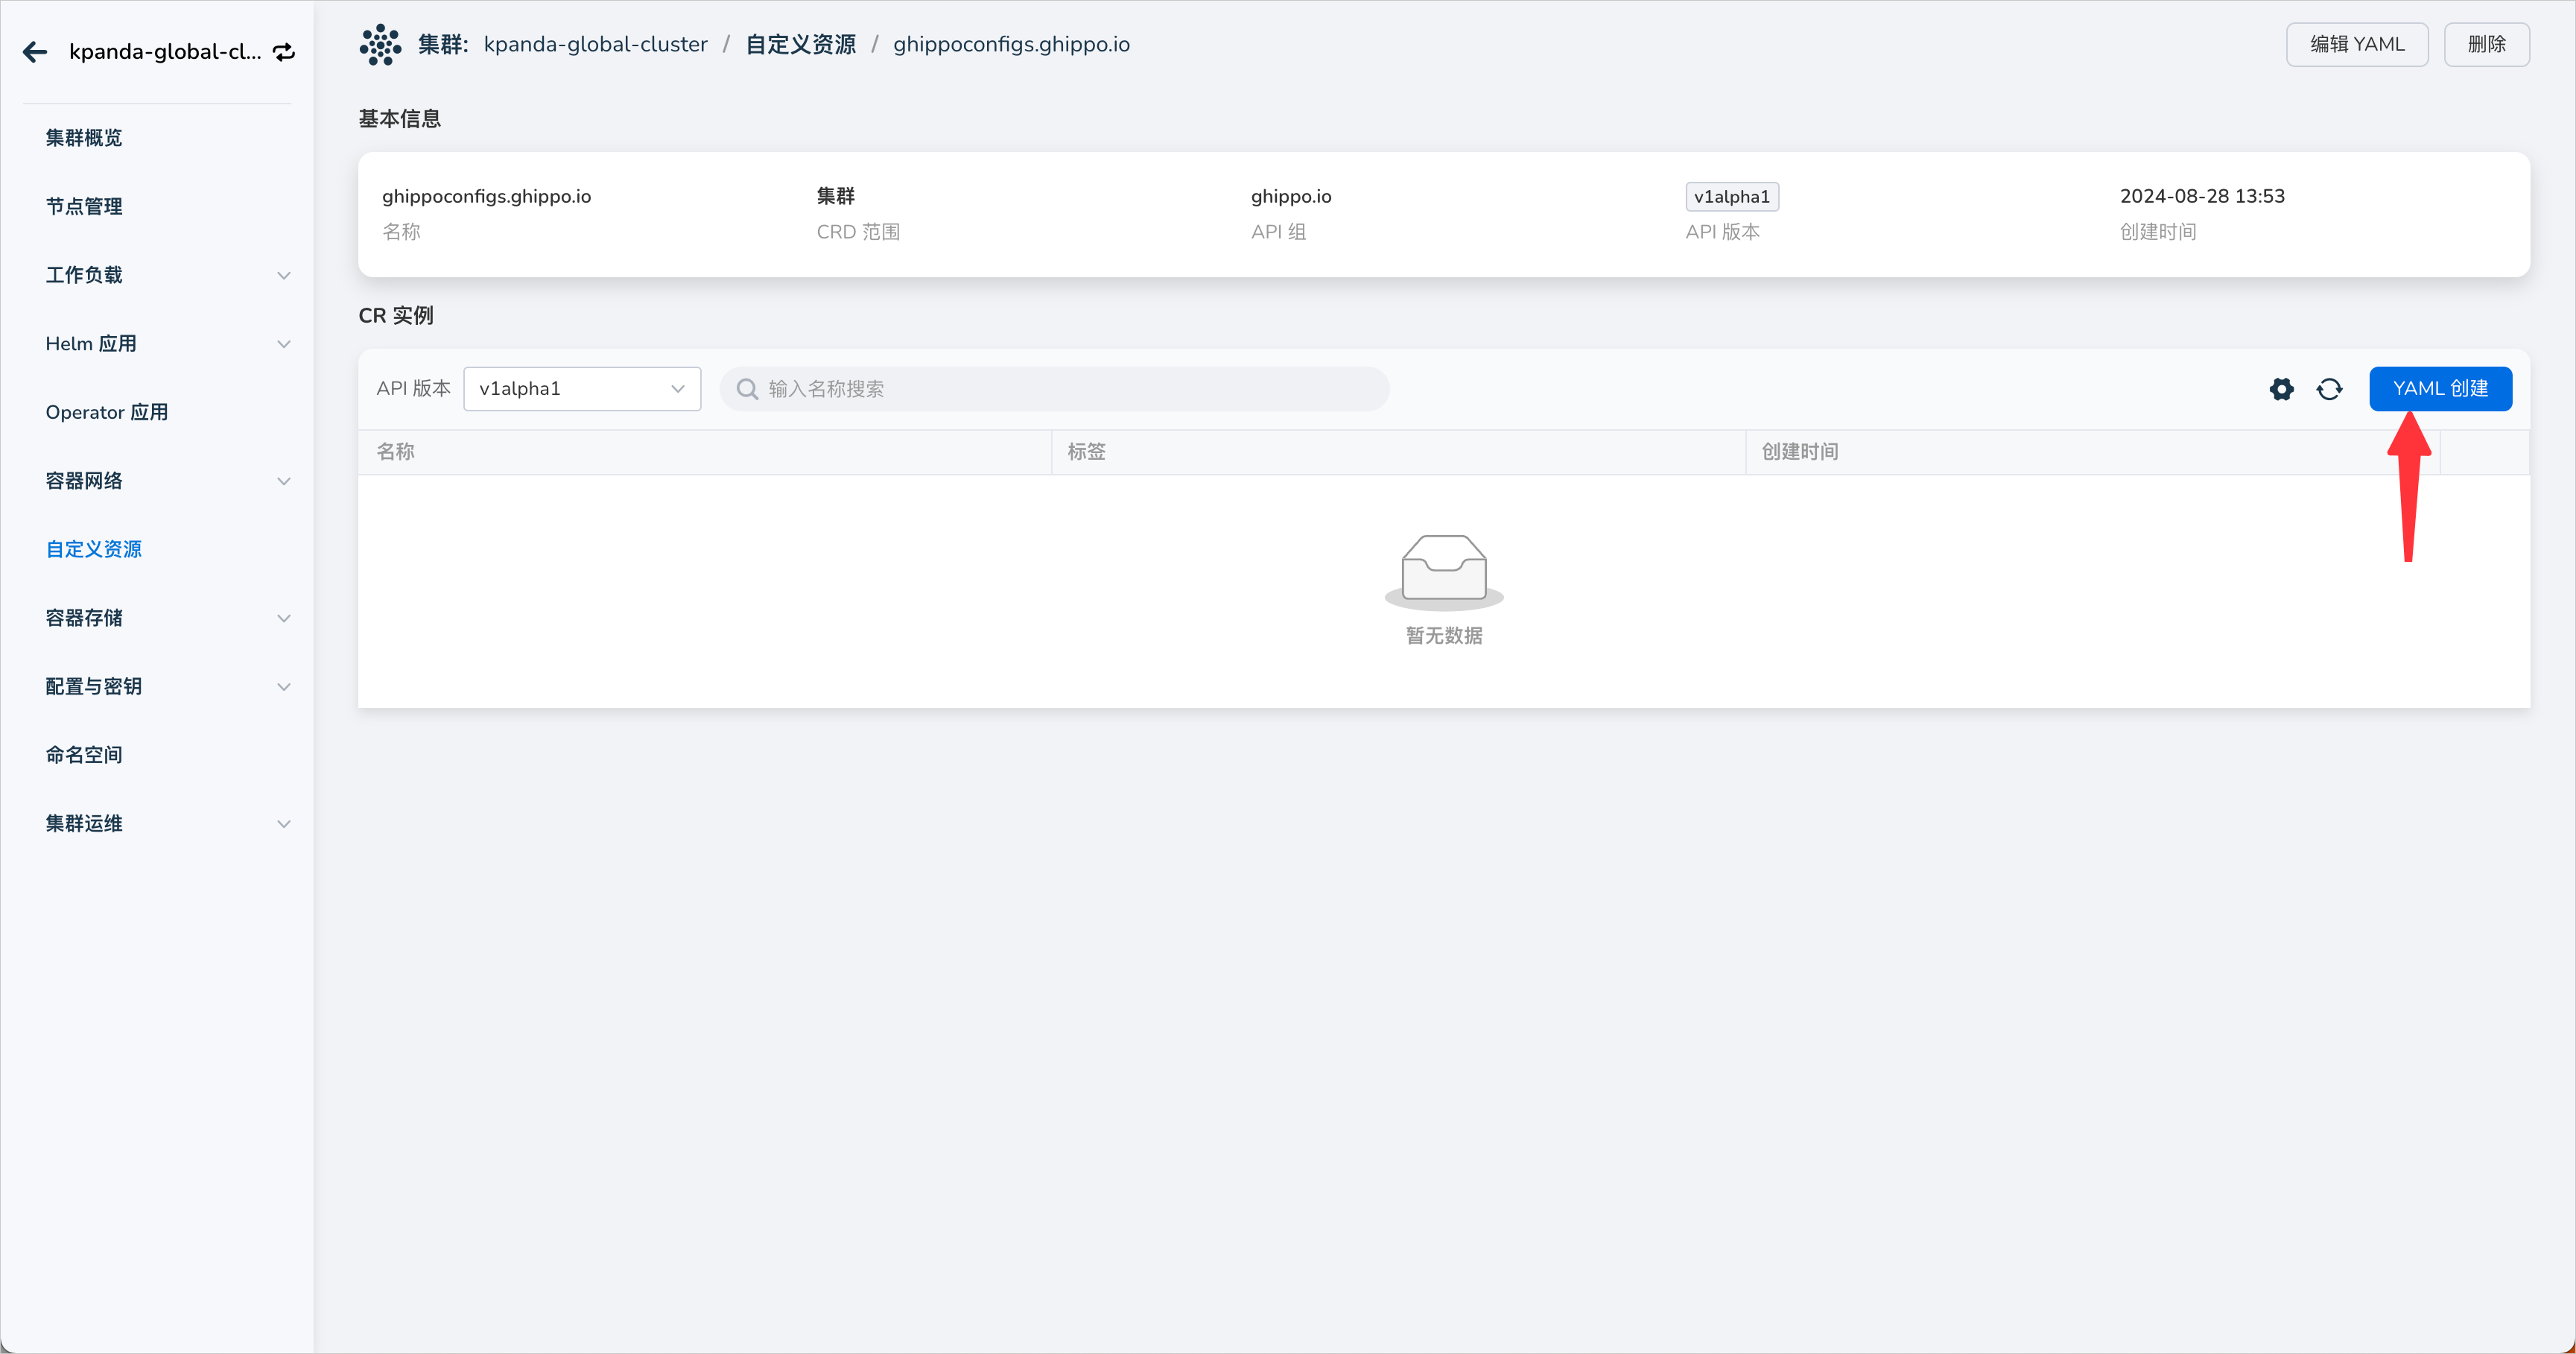 kpanda-global-cl...
集群概览
节点管理
工作负载
Helm 应用
Operator 应用
容器网络
自定义资源
容器存储
配置与密钥
命名空间
集群运维
集群: kpanda-global-cluster / 自定义资源 / ghippoconfigs.ghippo.io
编辑 YAML
删除
基本信息
ghippoconfigs.ghippo.io
名称
集群
CRD 范围
ghippo.io
API 组
v1alpha1
API 版本
2024-08-28 13:53
创建时间
CR 实例
API 版本
v1alpha1
输入名称搜索
YAML 创建
名称
标签
创建时间
暂无数据